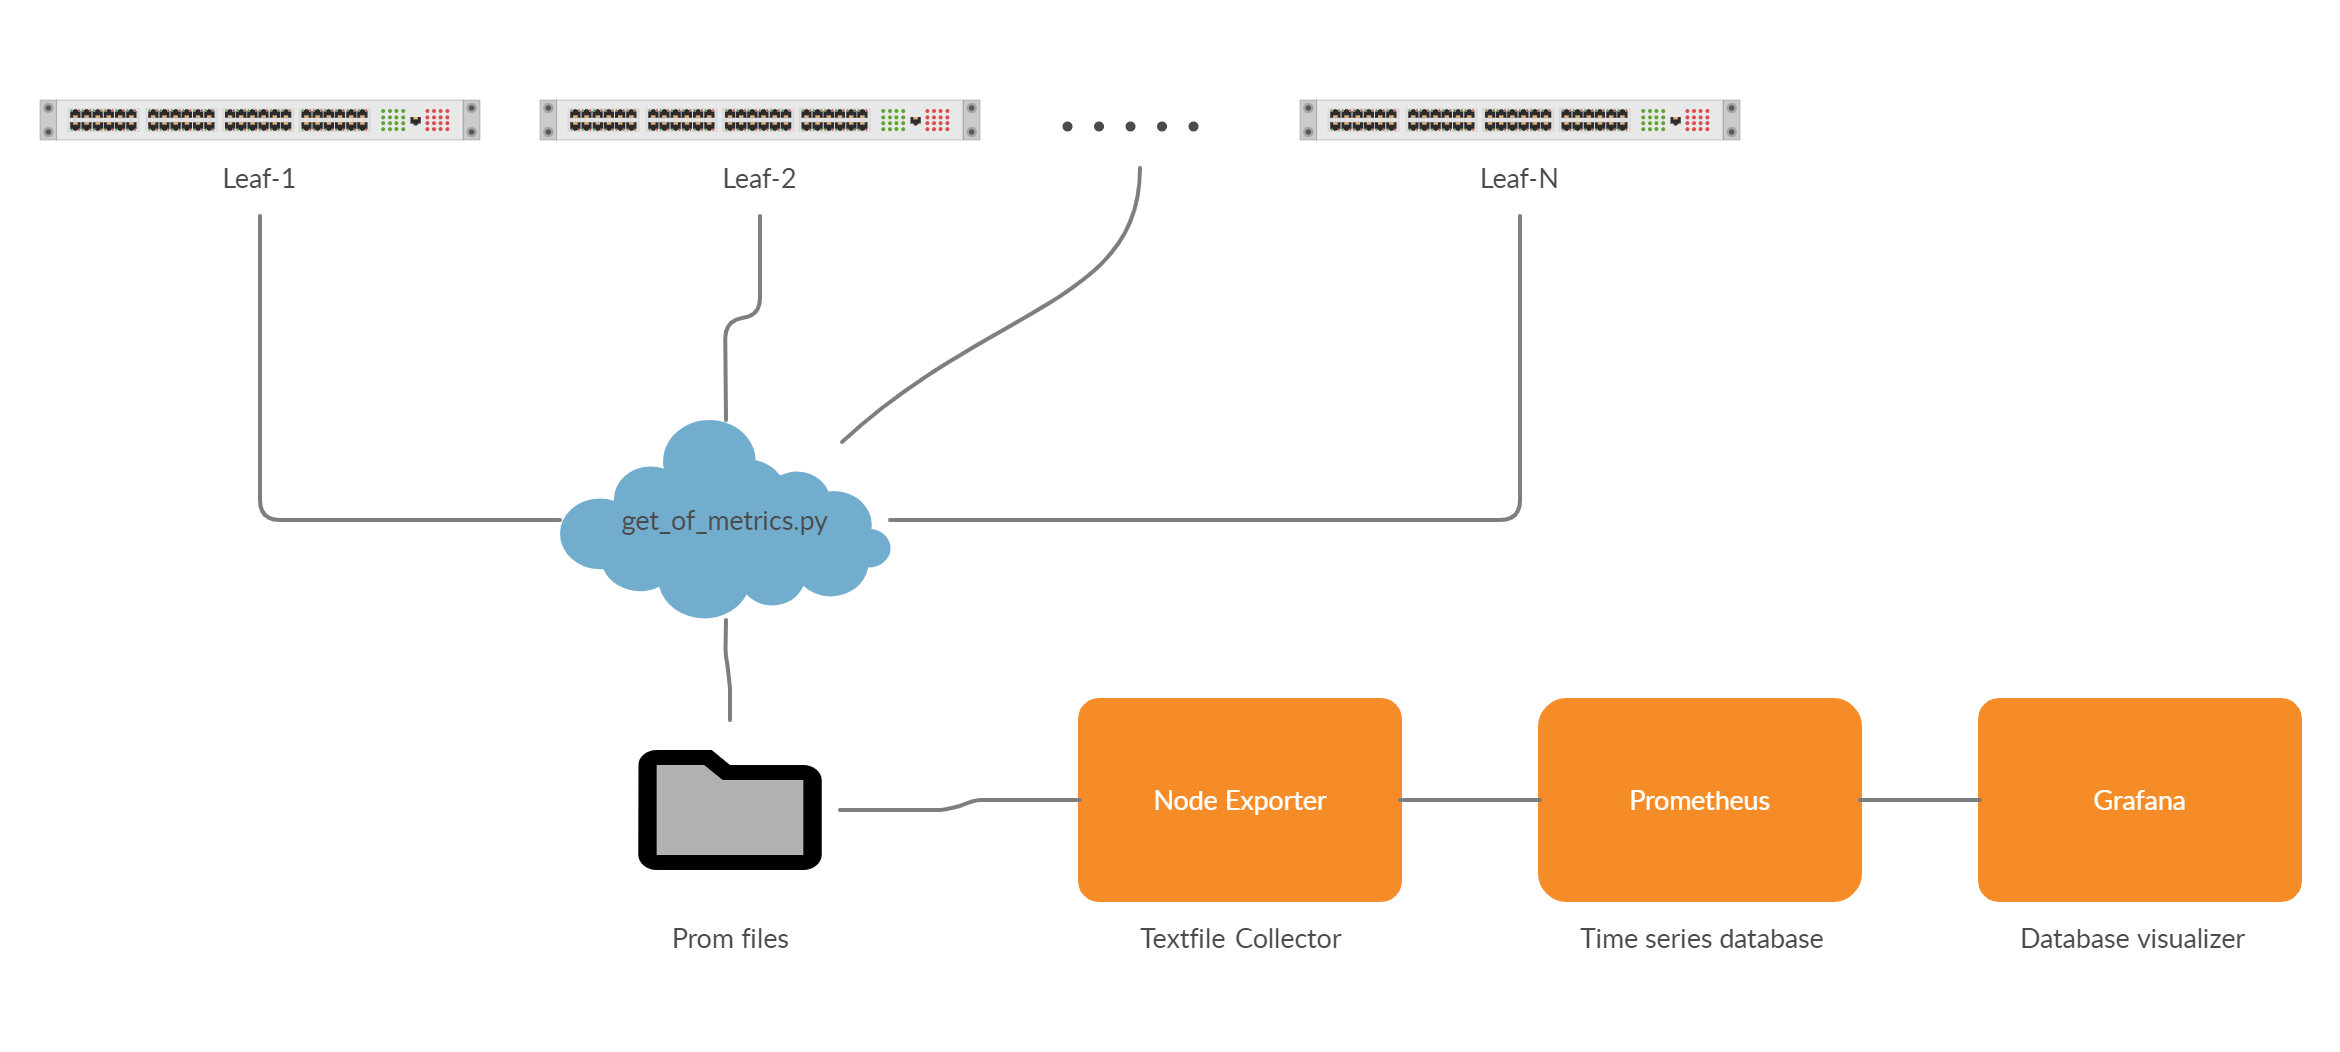 Leaf-1
Leaf-2
Leaf-N
get_of_metrics.py
Node Exporter
Prometheus
Grafana
Prom files
Textfile Collector
Time series database
Database visualizer